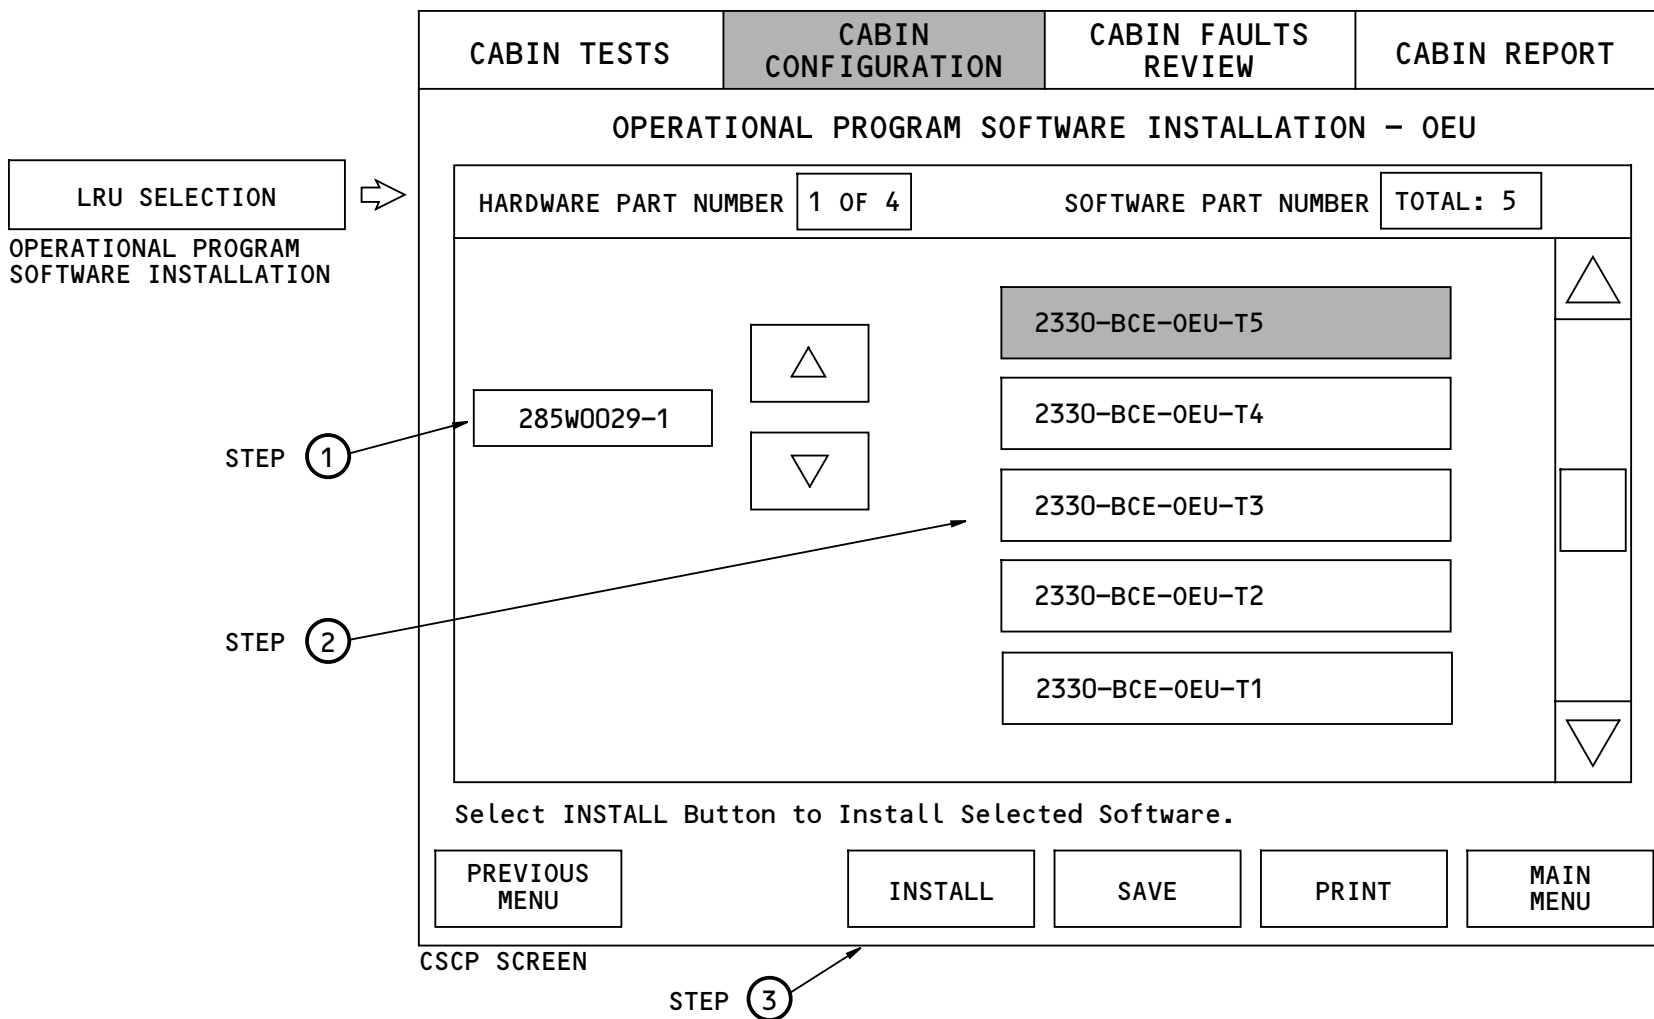 CABIN TESTS
CABIN
CONFIGURATION
CABIN FAULTS
REVIEW
CABIN REPORT
OPERATIONAL PROGRAM SOFTWARE INSTALLATION – OEU
LRU SELECTION
OPERATIONAL PROGRAM
SOFTWARE INSTALLATION
HARDWARE PART NUMBER 1 OF 4
SOFTWARE PART NUMBER TOTAL: 5
285W0029–1
2330–BCE–OEU–T5
2330–BCE–OEU–T4
2330–BCE–OEU–T3
2330–BCE–OEU–T2
2330–BCE–OEU–T1
STEP 1
STEP 2
Select INSTALL Button to Install Selected Software.
PREVIOUS
MENU
INSTALL
SAVE
PRINT
MAIN
MENU
CSCP SCREEN
STEP 3